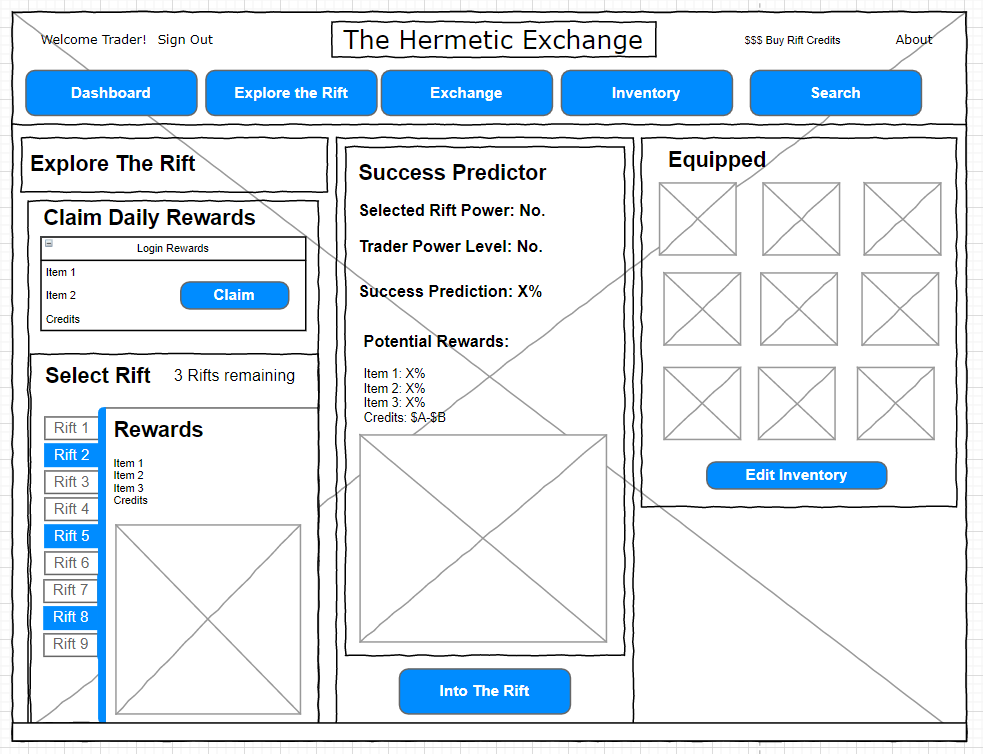 Welcome Trader! Sign Out
The Hermetic Exchange
$$$ Buy Rift Credits
About
Dashboard
Explore the Rift
Exchange
Inventory
Search
Explore The Rift
Claim Daily Rewards
Login Rewards
Item 1
Item 2
Credits
Claim
Select Rift
3 Rifts remaining
Rift 1
Rift 2
Rift 3
Rift 4
Rift 5
Rift 6
Rift 7
Rift 8
Rift 9
Rewards
Item 1
Item 2
Item 3
Credits
Success Predictor
Selected Rift Power: No.
Trader Power Level: No.
Success Prediction: X%
Potential Rewards:
Item 1: X%
Item 2: X%
Item 3: X%
Credits: $A-$B
Into The Rift
Equipped
Edit Inventory